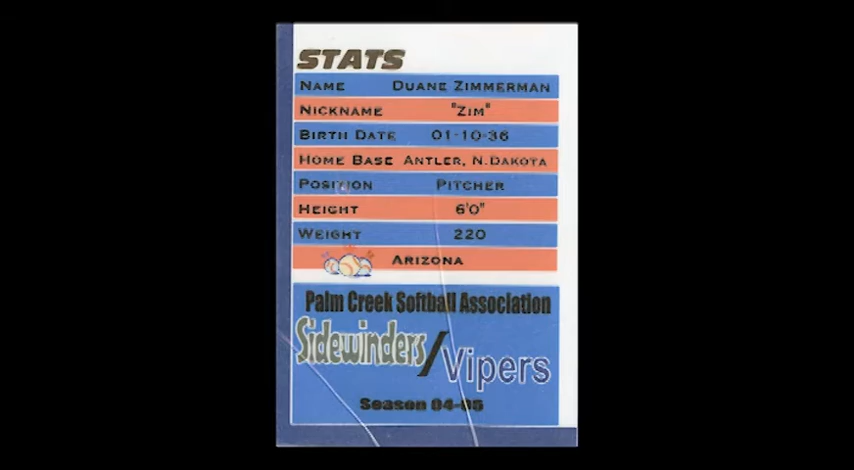 STATS
NAME DUANE ZIMMERMAN
NICKNAME "ZIM"
BIRTH DATE 01-10-36
HOME BASE ANTLER, N.DAKOTA
POSITION PITCHER
HEIGHT 6'0"
WEIGHT 220
ARIZONA
Palm Creek Softball Association
Sidewinders/Vipers
Season 04-05